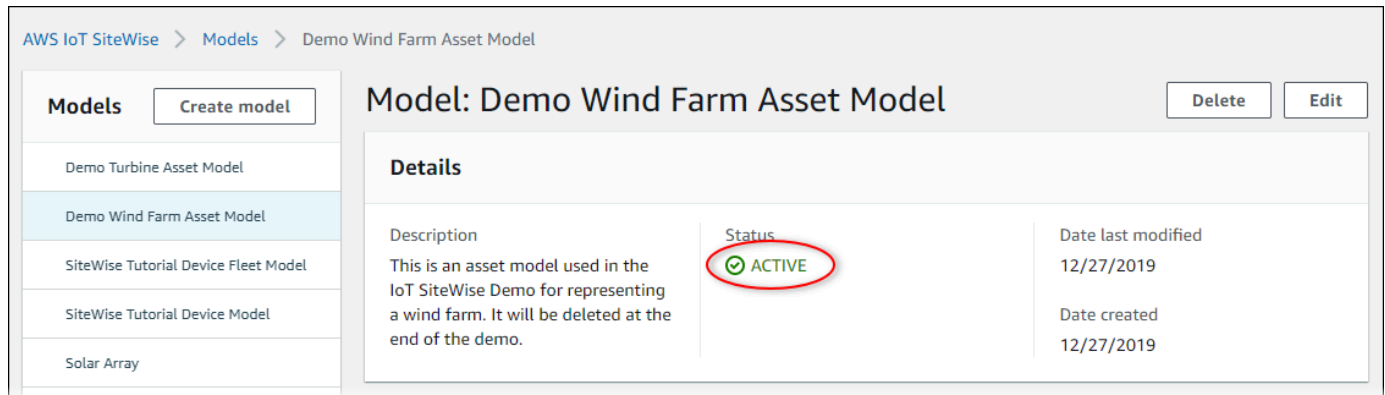 AWS IoT SiteWise > Models > Demo Wind Farm Asset Model
Models
Create model
Demo Turbine Asset Model
Demo Wind Farm Asset Model
SiteWise Tutorial Device Fleet Model
SiteWise Tutorial Device Model
Solar Array
Model: Demo Wind Farm Asset Model
Delete
Edit
Details
Description
This is an asset model used in the
IoT SiteWise Demo for representing
a wind farm. It will be deleted at the
end of the demo.
Status
ACTIVE
Date last modified
12/27/2019
Date created
12/27/2019